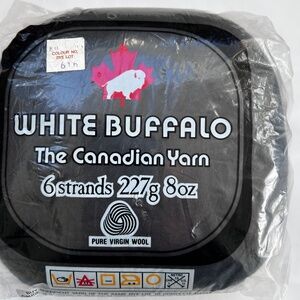 COLOUR NO.
DYE LOT
WHITE BUFFALO
The Canadian Yarn
6 strands 227g 8oz
PURE VIRGIN WOOL